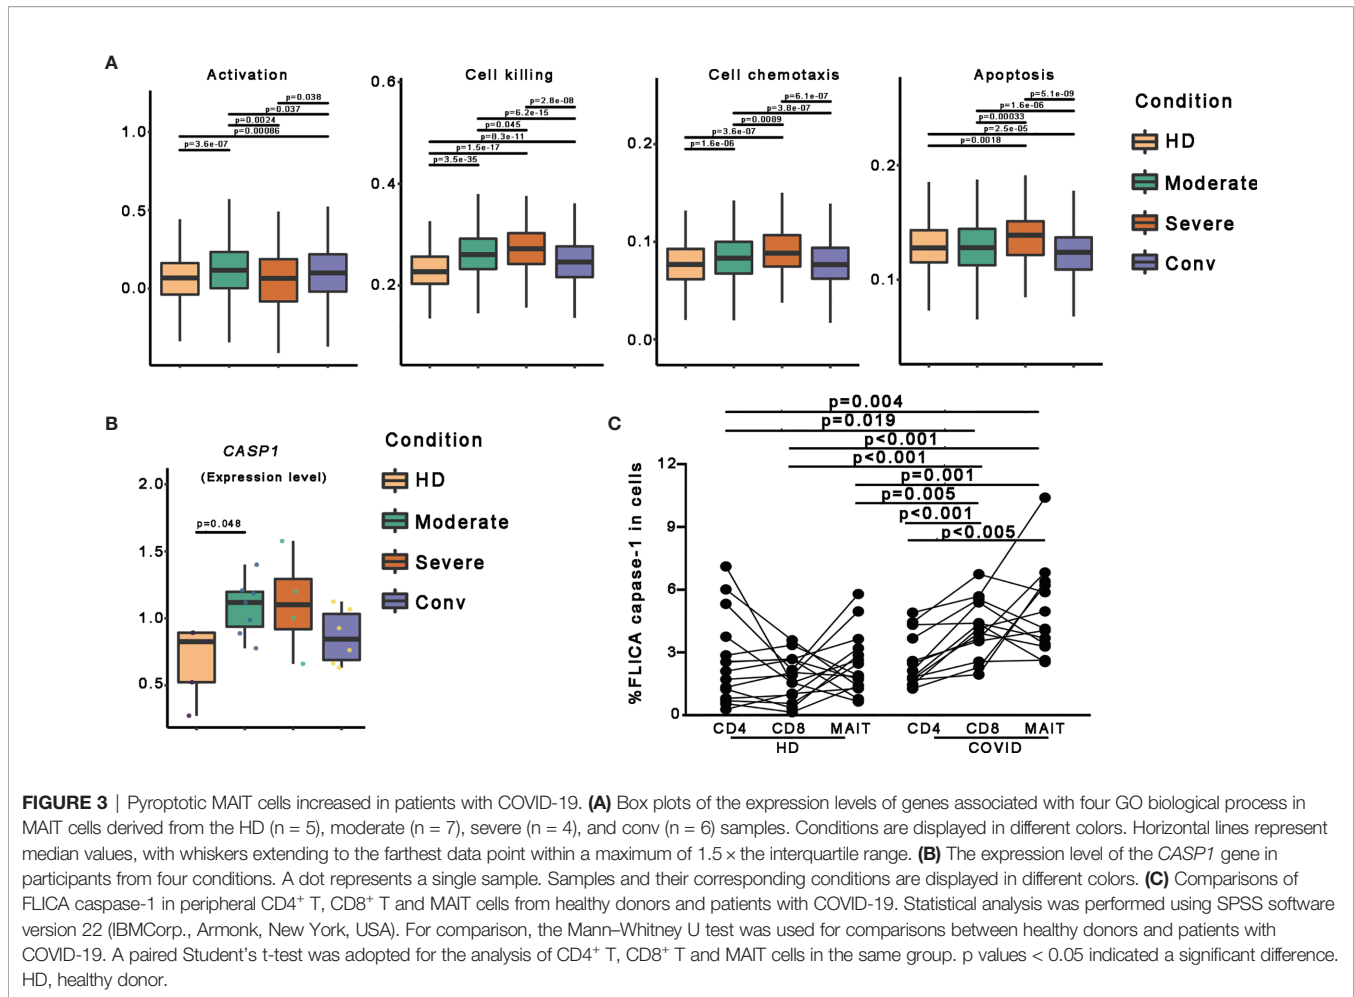 A
Activation
Cell killing
Cell chemotaxis
Apoptosis
p=0.038
p=0.037
p=0.0024
p=0.00086
p=3.6e-07
1.0
0.5
0.0
p=2.8e-08
p=6.2e-15
p=0.045
p=8.3e-11
p=1.5e-17
p=3.5e-35
0.6
0.4
0.2
p=6.1e-07
p=3.8e-07
p=0.0089
p=3.6e-07
p=1.6e-06
0.2
0.1
0.0
p=5.1e-09
p=1.6e-06
p=0.00033
p=2.5e-05
p=0.0018
0.2
0.1
Condition
HD
Moderate
Severe
Conv
B
CASP1
(Expression level)
p=0.048
2.0
1.5
1.0
0.5
Condition
HD
Moderate
Severe
Conv
C
p=0.004
p=0.019
p<0.001
p<0.001
p=0.001
p=0.005
p<0.001
p<0.005
%FLICA capase-1 in cells
12
9
6
3
0
CD4 CD8 MAIT CD4 CD8 MAIT
HD COVID
FIGURE 3 | Pyroptotic MAIT cells increased in patients with COVID-19. (A) Box plots of the expression levels of genes associated with four GO biological process in
MAIT cells derived from the HD (n = 5), moderate (n = 7), severe (n = 4), and conv (n = 6) samples. Conditions are displayed in different colors. Horizontal lines represent
median values, with whiskers extending to the farthest data point within a maximum of 1.5 × the interquartile range. (B) The expression level of the CASP1 gene in
participants from four conditions. A dot represents a single sample. Samples and their corresponding conditions are displayed in different colors. (C) Comparisons of
FLICA caspase-1 in peripheral CD4⁺ T, CD8⁺ T and MAIT cells from healthy donors and patients with COVID-19. Statistical analysis was performed using SPSS software
version 22 (IBMCorp., Armonk, New York, USA). For comparison, the Mann–Whitney U test was used for comparisons between healthy donors and patients with
COVID-19. A paired Student's t-test was adopted for the analysis of CD4⁺ T, CD8⁺ T and MAIT cells in the same group. p values < 0.05 indicated a significant difference.
HD, healthy donor.